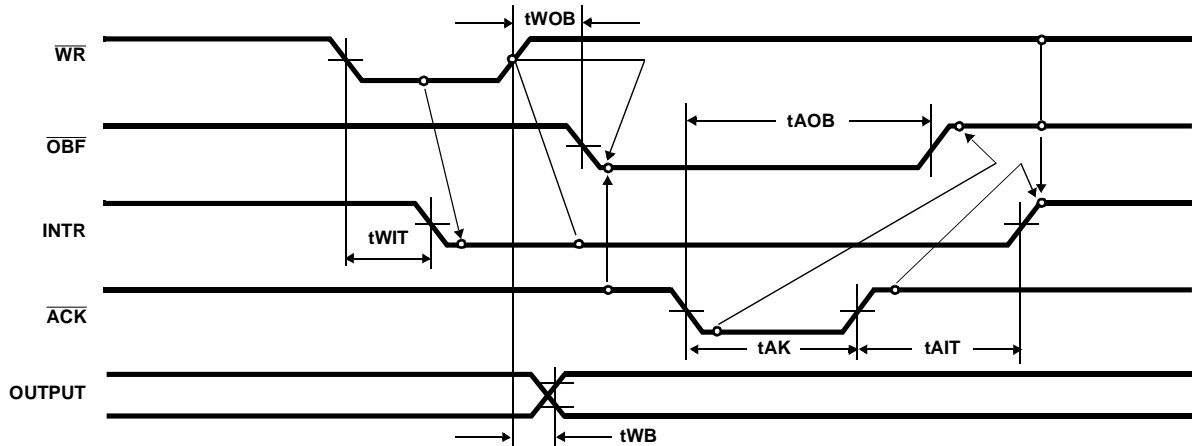 tWOB
WR
tAOB
OBF
INTR
tWIT
ACK
tAK
tAIT
OUTPUT
tWB